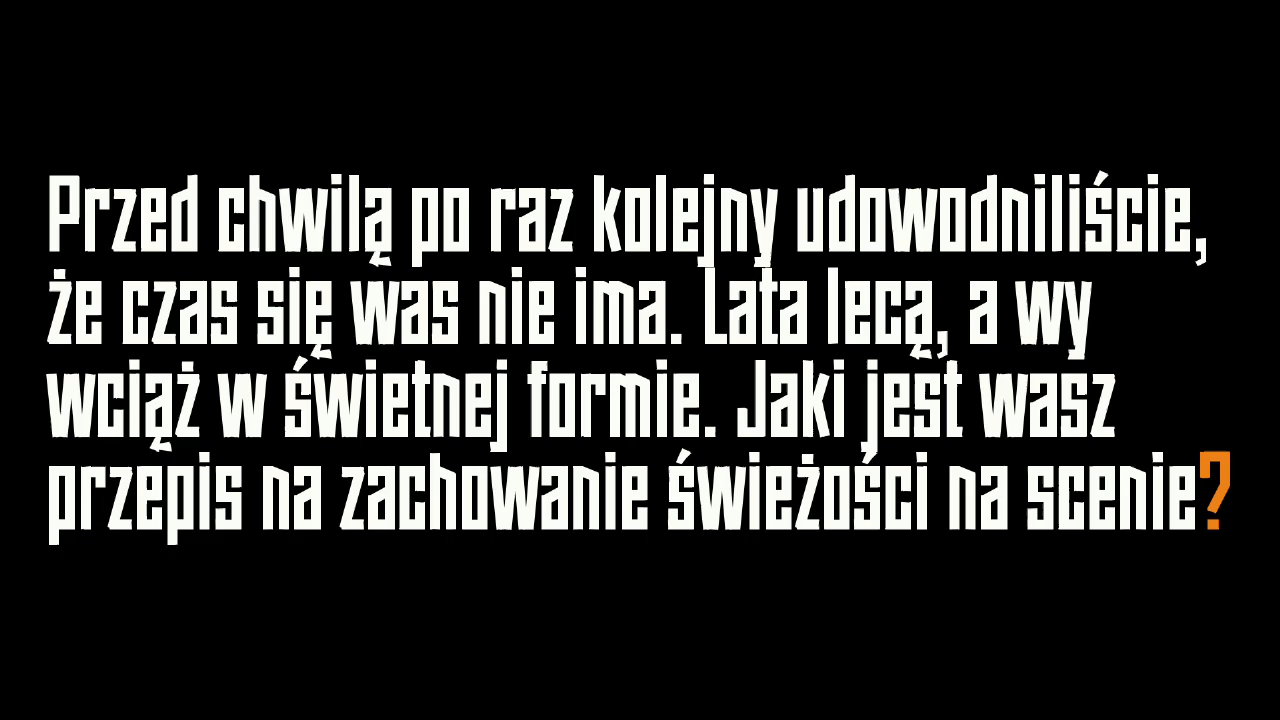 Przed chwilą po raz kolejny udowodniliście,
że czas się was nie ima. Lata lecą, a wy
wciąż w świetnej formie. Jaki jest wasz
przepis na zachowanie świeżości na scenie?